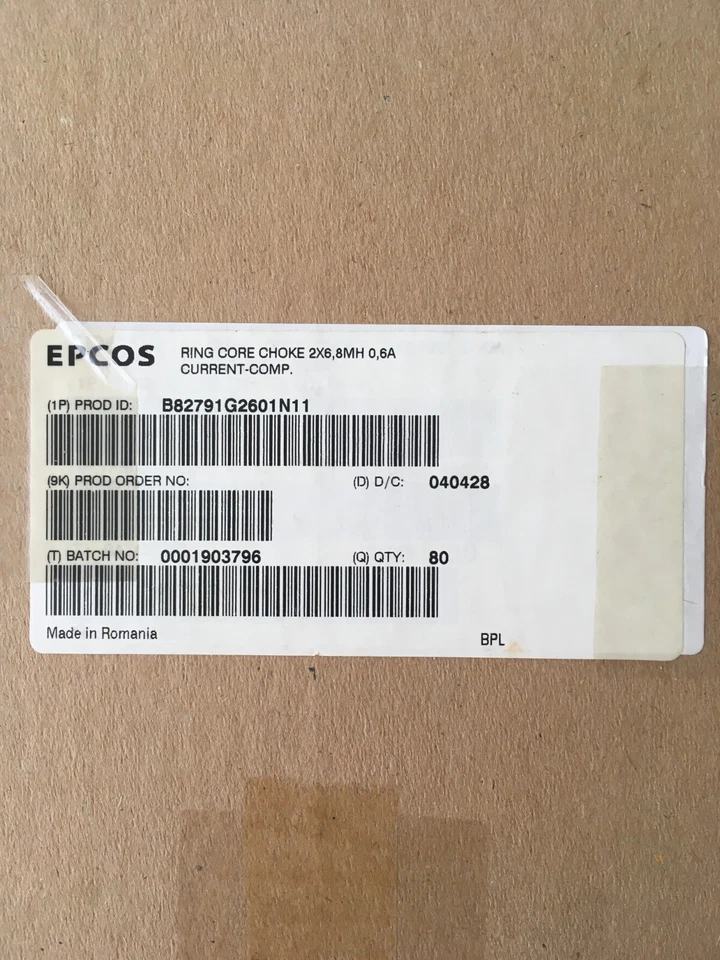 EPCOS RING CORE CHOKE 2X6,8MH 0,6A
CURRENT-COMP.
(1P) PROD ID: B82791G2601N11
(9K) PROD ORDER NO: (D) D/C: 040428
(T) BATCH NO: 0001903796 (Q) QTY: 80
Made in Romania BPL